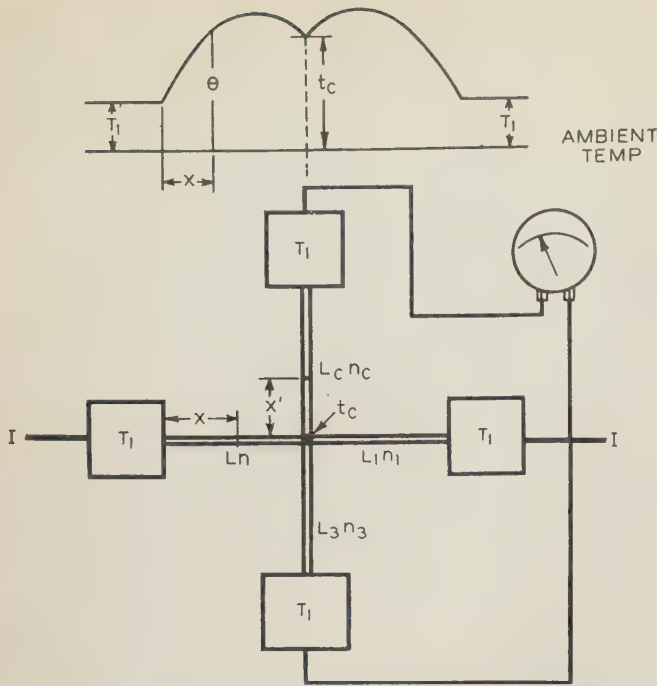 θ
t_C
T_1'
T_1
AMBIENT
TEMP
x
T_1
L_C n_C
x'
x
t_C
I
T_1
T_1
I
Ln
L_1 n_1
L_3 n_3
T_1